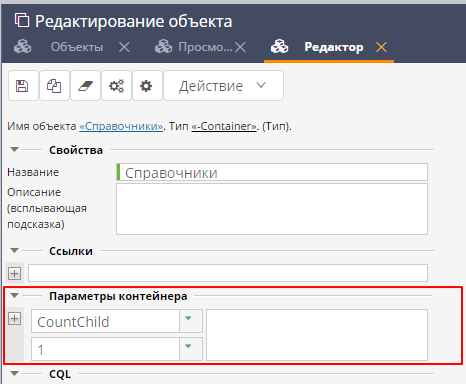 Редактирование объекта
Объекты
Просмо...
Редактор
Действие
Имя объекта «Справочники». Тип «-Container». (Тип).
Свойства
Название
Справочники
Описание
(всплывающая
подсказка)
Ссылки
Параметры контейнера
CountChild
1
CQL